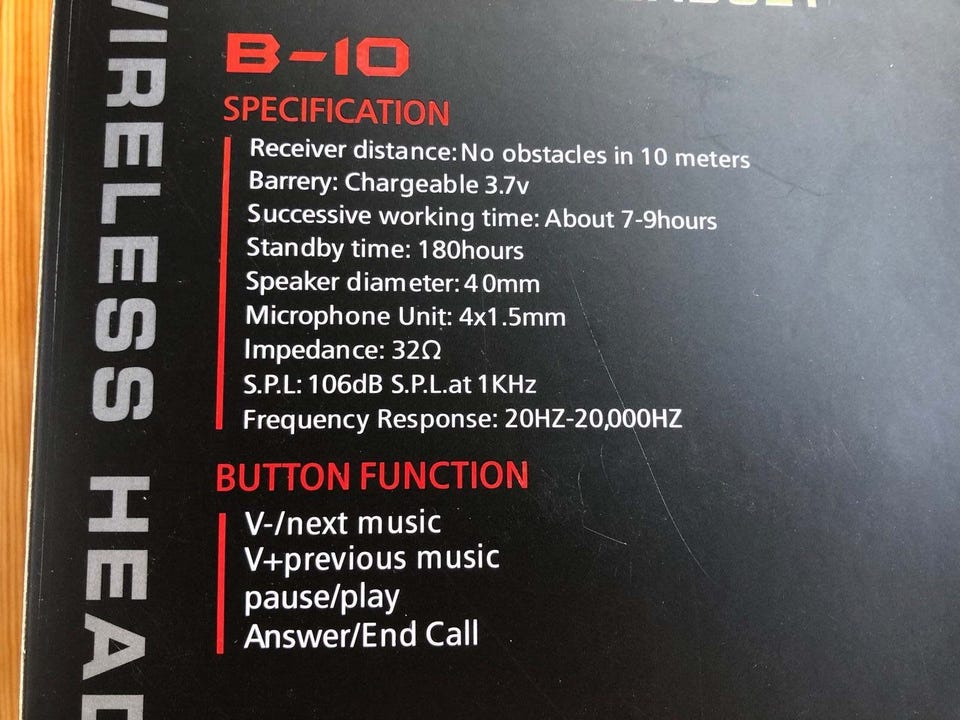 WIRELESS HEAD
B-10
SPECIFICATION
Receiver distance:No obstacles in 10 meters
Barrery: Chargeable 3.7v
Successive working time: About 7-9hours
Standby time: 180hours
Speaker diameter:40mm
Microphone Unit: 4x1.5mm
Impedance: 32Ω
S.P.L: 106dB S.P.L.at 1KHz
Frequency Response: 20HZ-20,000HZ
BUTTON FUNCTION
V-/next music
V+previous music
pause/play
Answer/End Call